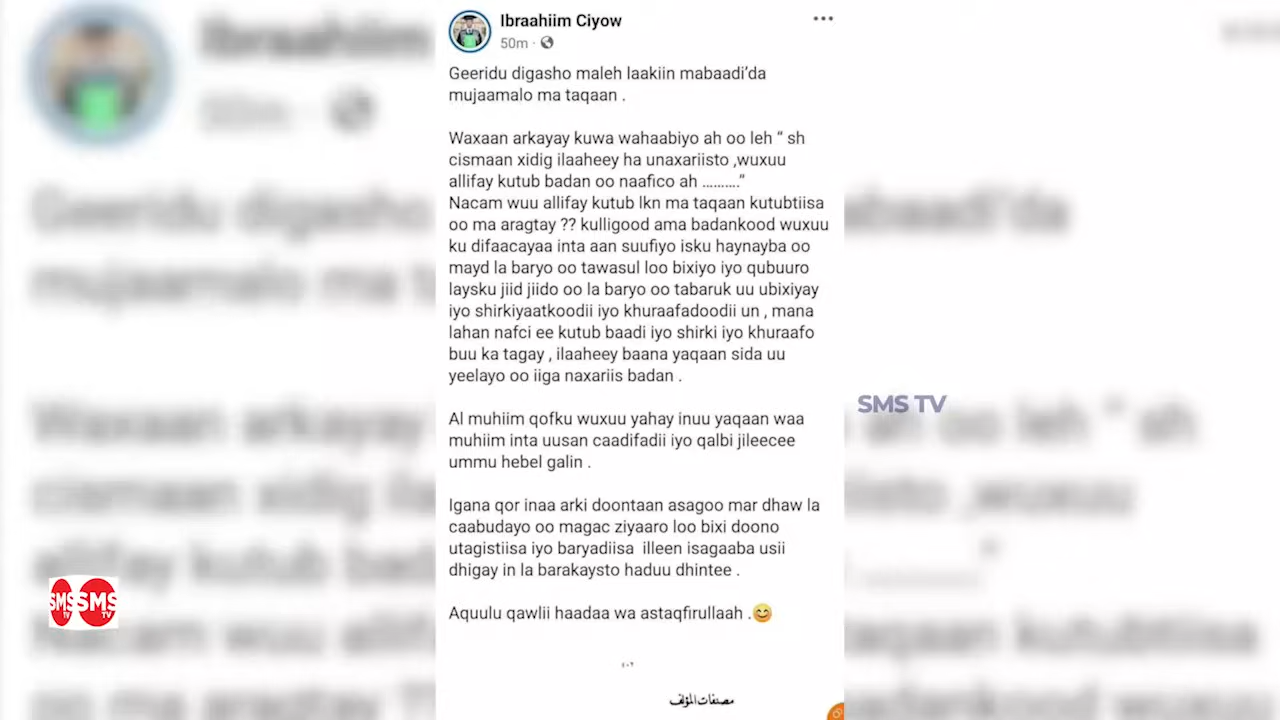 Ibraahiim Ciyow
50m
Geeridu digasho maleh laakiin mabaadi’da
mujaamalo ma taqaan .
Waxaan arkayay kuwa wahaabiyo ah oo leh “ sh
cismaan xidig ilaaheey ha unaxariisto ,wuxuu
allifay kutub badan oo naafico ah ……….”
Nacam wuu allifay kutub lkn ma taqaan kutubtiisa
oo ma aragtay ?? kulligood ama badankood wuxuu
ku difaacayaa inta aan suufiyo isku haynayba oo
mayd la baryo oo tawasul loo bixiyo iyo qubuuro
laysku jiid jiido oo la baryo oo tabaruk uu ubixiyay
iyo shirkiyaatkoodii iyo khuraafadoodii un , mana
lahan nafci ee kutub baadi iyo shirki iyo khuraafo
buu ka tagay , ilaaheey baana yaqaan sida uu
yeelayo oo iiga naxariis badan .
Al muhiim qofku wuxuu yahay inuu yaqaan waa
muhiim inta uusan caadifadii iyo qalbi jileecee
ummu hebel galin .
Igana qor inaa arki doontaan asagoo mar dhaw la
caabudayo oo magac ziyaaro loo bixi doono
utagistiisa iyo baryadiisa illeen isagaaba usii
dhigay in la barakaysto haduu dhintee .
Aquulu qawlii haadaa wa astaqfirullaah .😊
٤٠٦
مصنفات المؤلف
SMS TV
SMS TV
SMS TV